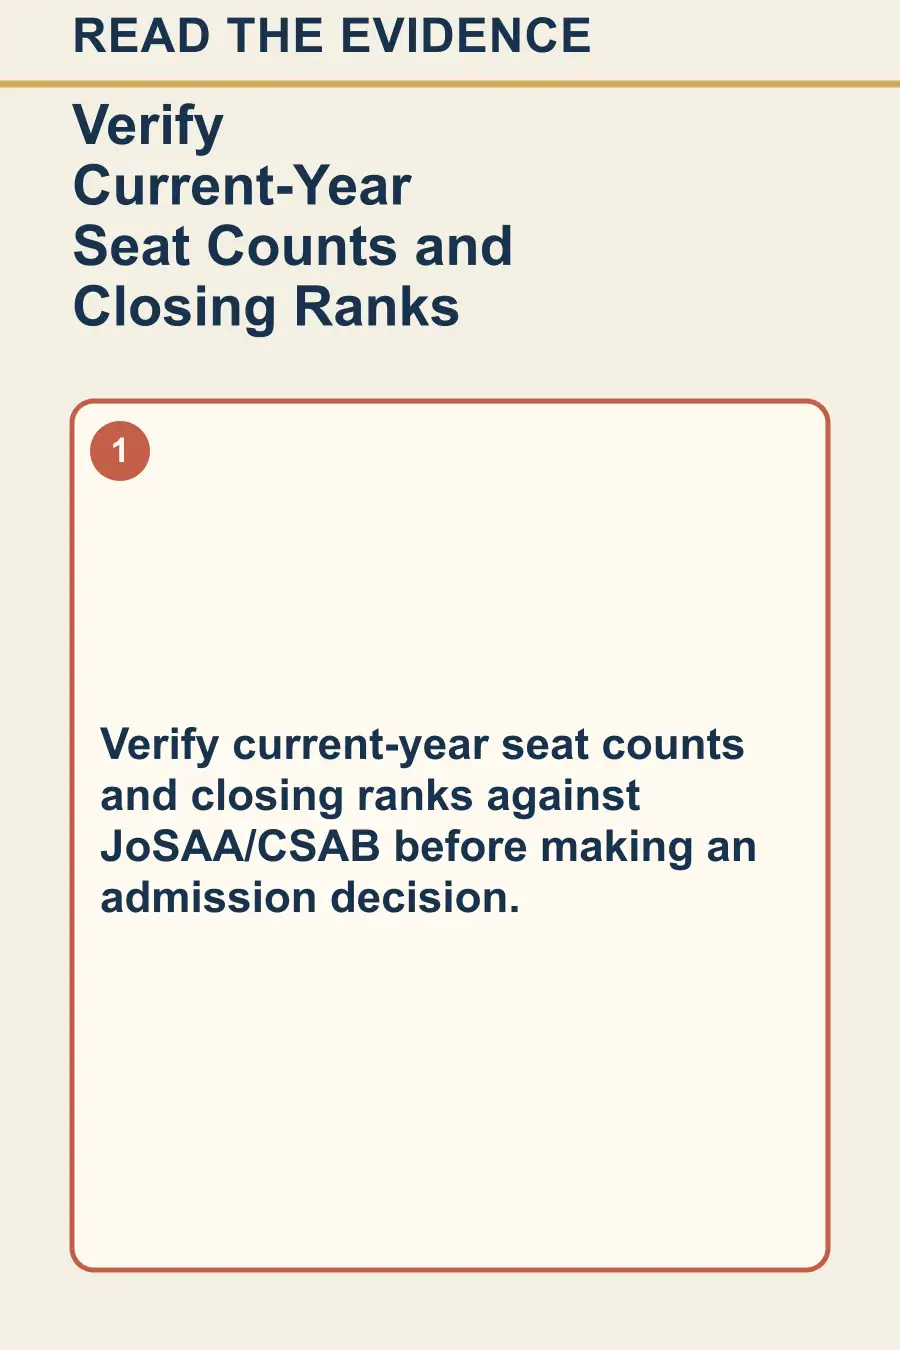 READ THE EVIDENCE
Verify
Current-Year
Seat Counts and
Closing Ranks
1
Verify current-year seat counts
and closing ranks against
JoSAA/CSAB before making an
admission decision.